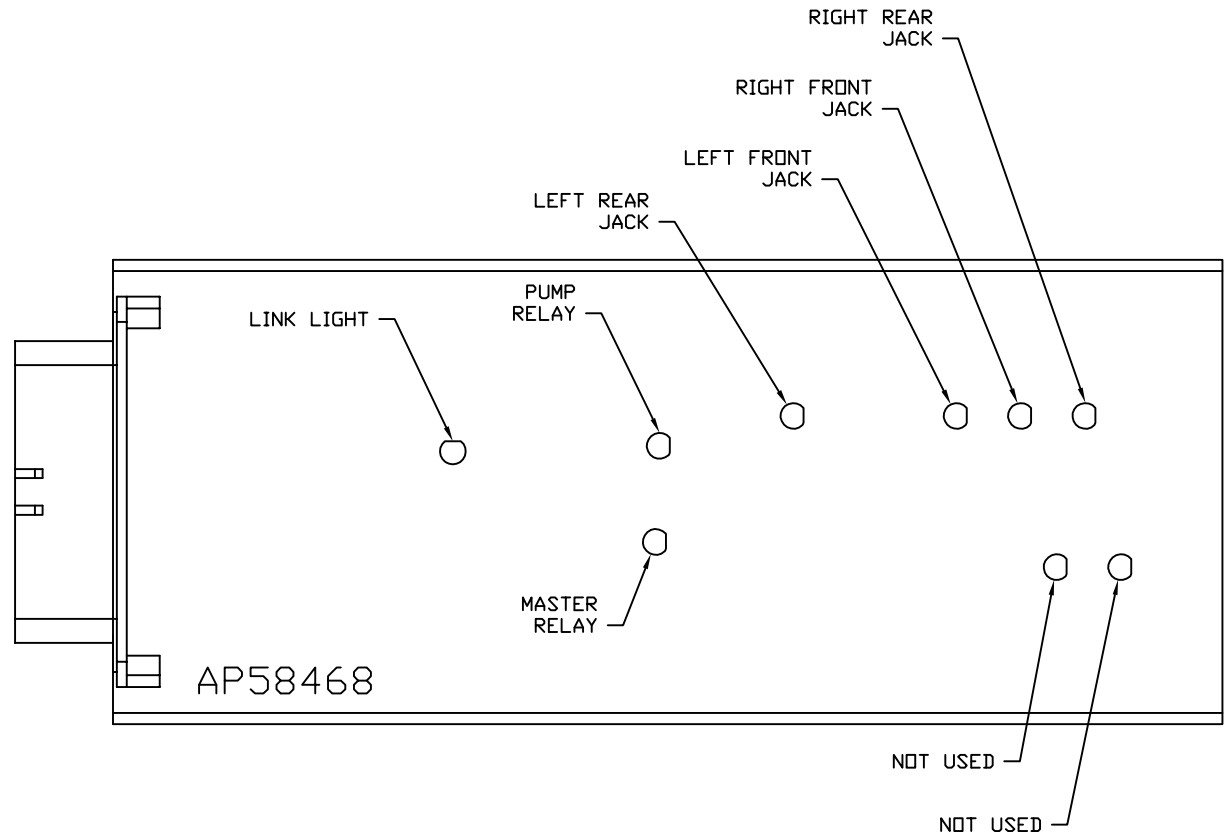 RIGHT REAR
JACK
RIGHT FRONT
JACK
LEFT FRONT
JACK
LEFT REAR
JACK
PUMP
RELAY
LINK LIGHT
MASTER
RELAY
AP58468
NOT USED
NOT USED